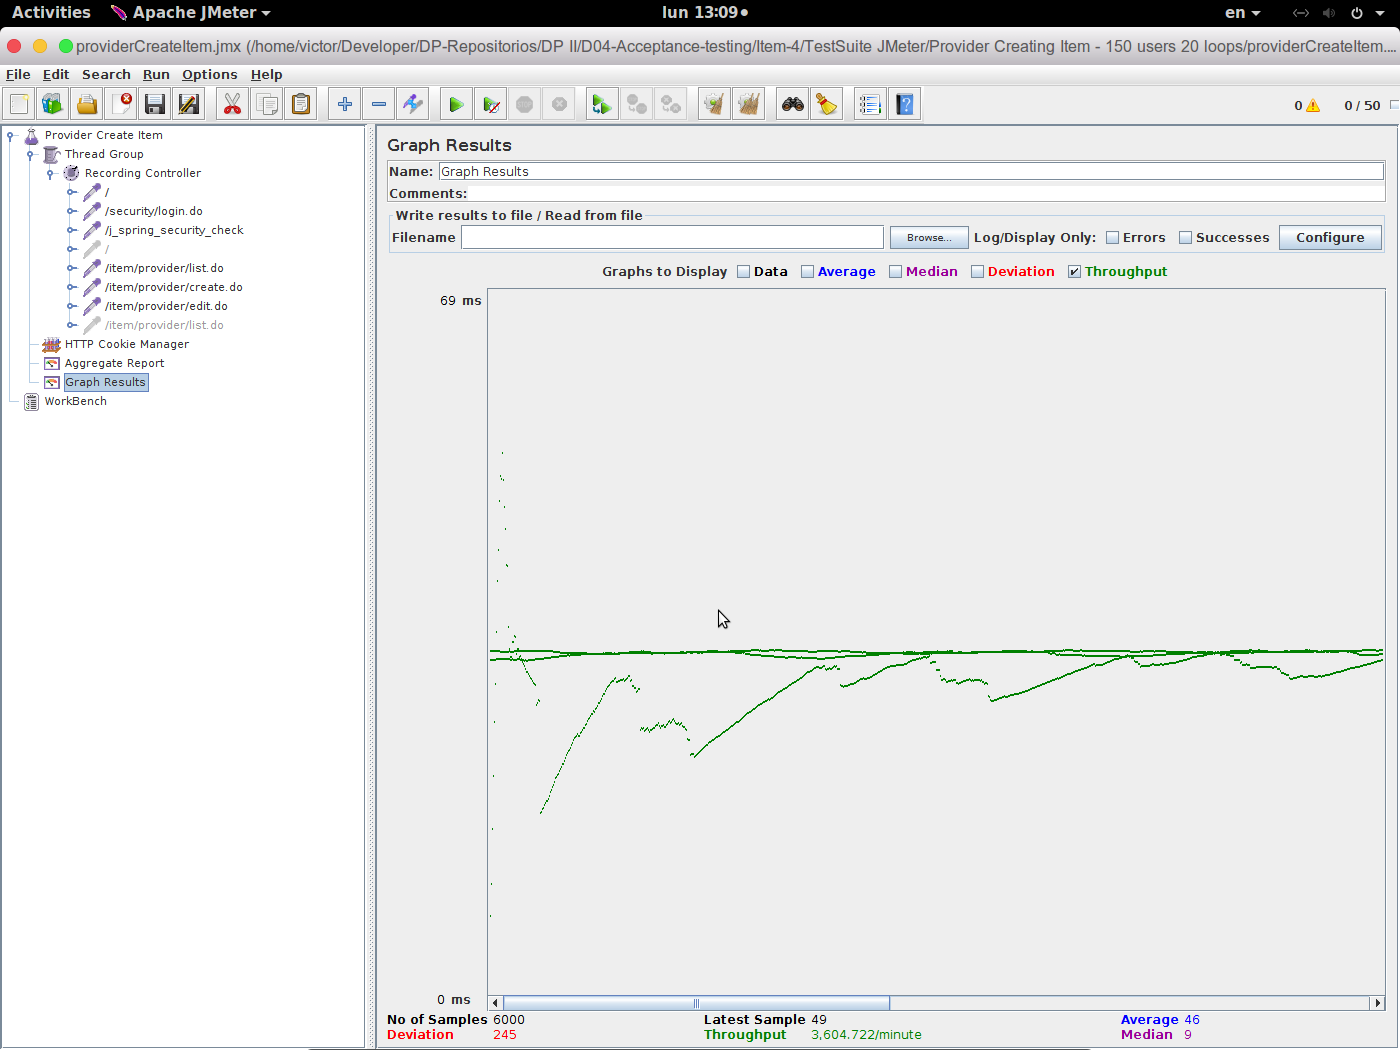 Activities Apache JMeter lun 13:09 en
providerCreateItem.jmx (/home/victor/Developer/DP-Repositorios/DP II/D04-Acceptance-testing/Item-4/TestSuite JMeter/Provider Creating Item - 150 users 20 loops/providerCreateItem....
File Edit Search Run Options Help
0 0 / 50
Provider Create Item
Thread Group
Recording Controller
/
/security/login.do
/j_spring_security_check
/
/item/provider/list.do
/item/provider/create.do
/item/provider/edit.do
/item/provider/list.do
HTTP Cookie Manager
Aggregate Report
Graph Results
WorkBench
Graph Results
Name: Graph Results
Comments:
Write results to file / Read from file
Filename Browse... Log/Display Only: Errors Successes Configure
Graphs to Display Data Average Median Deviation Throughput
69 ms
0 ms
No of Samples 6000 Latest Sample 49 Average 46
Deviation 245 Throughput 3,604.722/minute Median 9